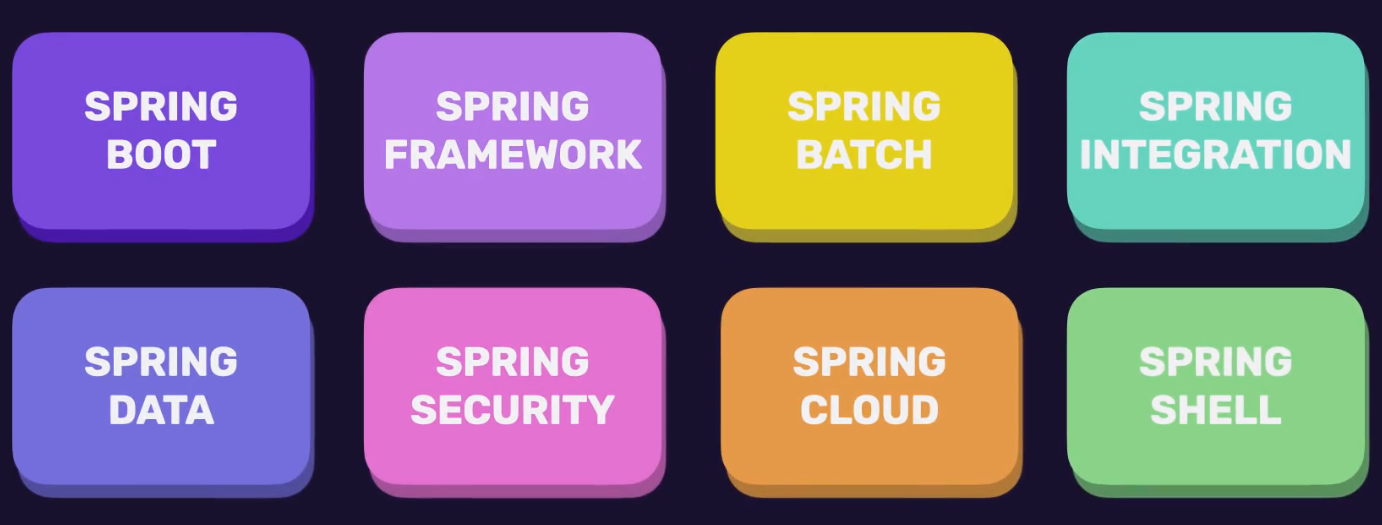 SPRING
BOOT
SPRING
FRAMEWORK
SPRING
BATCH
SPRING
INTEGRATION
SPRING
DATA
SPRING
SECURITY
SPRING
CLOUD
SPRING
SHELL